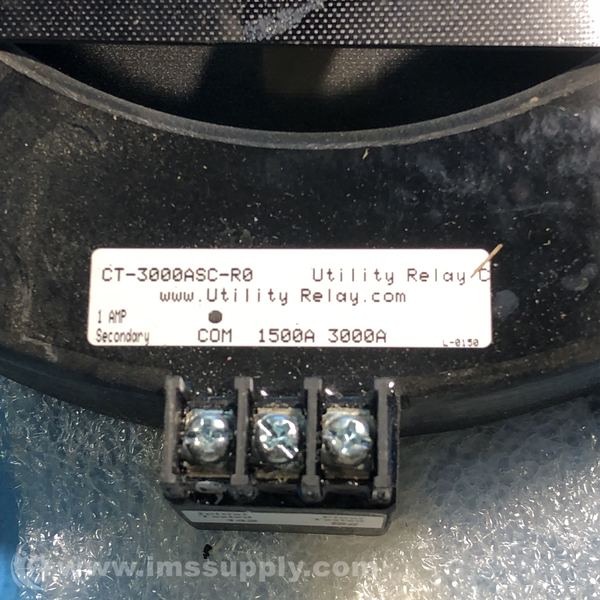 CT-3000ASC-R0 Utility Relay C
www.Utility Relay.com
1 AMP
Secondary COM 1500A 3000A L-0150
www.imssupply.com